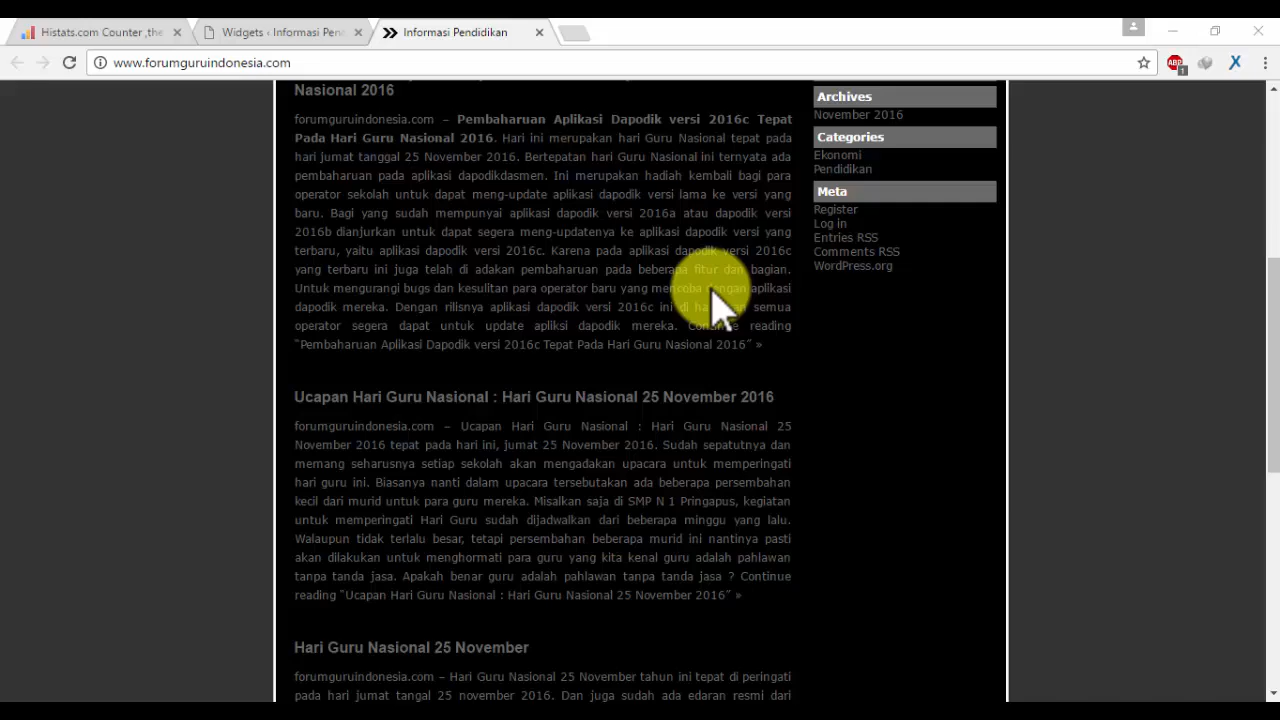 Histats.com Counter ,the
Widgets ‹ Informasi Pen
Informasi Pendidikan
www.forumguruindonesia.com
ABP
1
X
Nasional 2016
forumguruindonesia.com – Pembaharuan Aplikasi Dapodik versi 2016c Tepat
Pada Hari Guru Nasional 2016. Hari ini merupakan hari Guru Nasional tepat pada
hari jumat tanggal 25 November 2016. Bertepatan hari Guru Nasional ini ternyata ada
pembaharuan pada aplikasi dapodikdasmen. Ini merupakan hadiah kembali bagi para
operator sekolah untuk dapat meng-update aplikasi dapodik versi lama ke versi yang
baru. Bagi yang sudah mempunyai aplikasi dapodik versi 2016a atau dapodik versi
2016b dianjurkan untuk dapat segera meng-updatenya ke aplikasi dapodik versi yang
terbaru, yaitu aplikasi dapodik versi 2016c. Karena pada aplikasi dapodik versi 2016c
yang terbaru ini juga telah di adakan pembaharuan pada beberapa fitur dan bagian.
Untuk mengurangi bugs dan kesulitan para operator baru yang mencoba dengan aplikasi
dapodik mereka. Dengan rilisnya aplikasi dapodik versi 2016c ini di semua
operator segera dapat untuk update apliksi dapodik mereka. Continue reading
"Pembaharuan Aplikasi Dapodik versi 2016c Tepat Pada Hari Guru Nasional 2016" »
Ucapan Hari Guru Nasional : Hari Guru Nasional 25 November 2016
forumguruindonesia.com – Ucapan Hari Guru Nasional : Hari Guru Nasional 25
November 2016 tepat pada hari ini, jumat 25 November 2016. Sudah sepatutnya dan
memang seharusnya setiap sekolah akan mengadakan upacara untuk memperingati
hari guru ini. Biasanya nanti dalam upacara tersebutakan ada beberapa persembahan
kecil dari murid untuk para guru mereka. Misalkan saja di SMP N 1 Pringapus, kegiatan
untuk memperingati Hari Guru sudah dijadwalkan dari beberapa minggu yang lalu.
Walaupun tidak terlalu besar, tetapi persembahan beberapa murid ini nantinya pasti
akan dilakukan untuk menghormati para guru yang kita kenal guru adalah pahlawan
tanpa tanda jasa. Apakah benar guru adalah pahlawan tanpa tanda jasa ? Continue
reading "Ucapan Hari Guru Nasional : Hari Guru Nasional 25 November 2016" »
Hari Guru Nasional 25 November
forumguruindonesia.com – Hari Guru Nasional 25 November tahun ini tepat di peringati
pada hari jumat tangal 25 november 2016. Dan juga sudah ada edaran resmi dari
Archives
November 2016
Categories
Ekonomi
Pendidikan
Meta
Register
Log in
Entries RSS
Comments RSS
WordPress.org